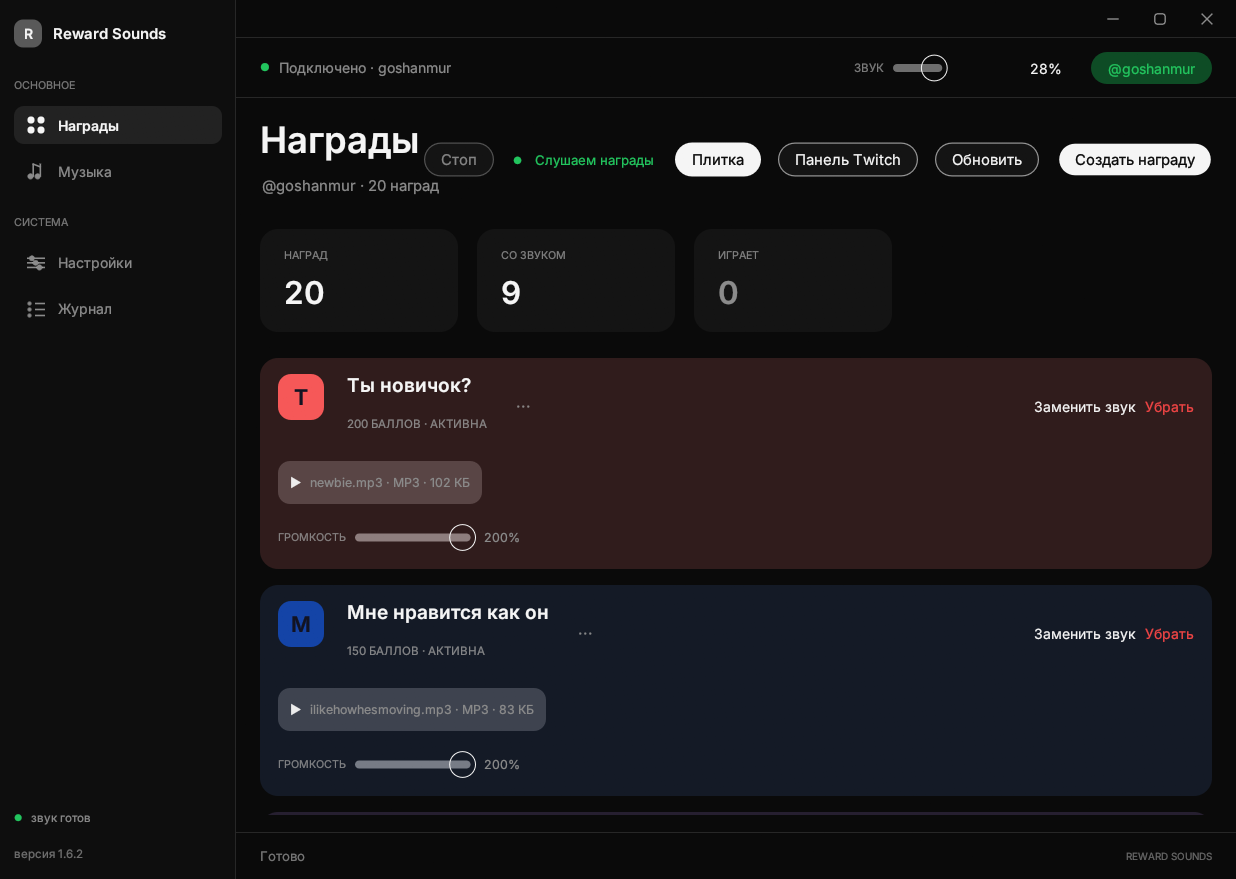 R Reward Sounds
ОСНОВНОЕ
Награды
Музыка
СИСТЕМА
Настройки
Журнал
звук готов
версия 1.6.2
Подключено · goshanmur
ЗВУК
28%
@goshanmur
Награды
Стоп
Слушаем награды
Плитка
Панель Twitch
Обновить
Создать награду
@goshanmur · 20 наград
НАГРАД
20
СО ЗВУКОМ
9
ИГРАЕТ
0
Т
Ты новичок?
...
200 БАЛЛОВ · АКТИВНА
Заменить звук Убрать
newbie.mp3 · MP3 · 102 КБ
ГРОМКОСТЬ 200%
М
Мне нравится как он
...
150 БАЛЛОВ · АКТИВНА
Заменить звук Убрать
ilikehowhesmoving.mp3 · MP3 · 83 КБ
ГРОМКОСТЬ 200%
Готово
REWARD SOUNDS